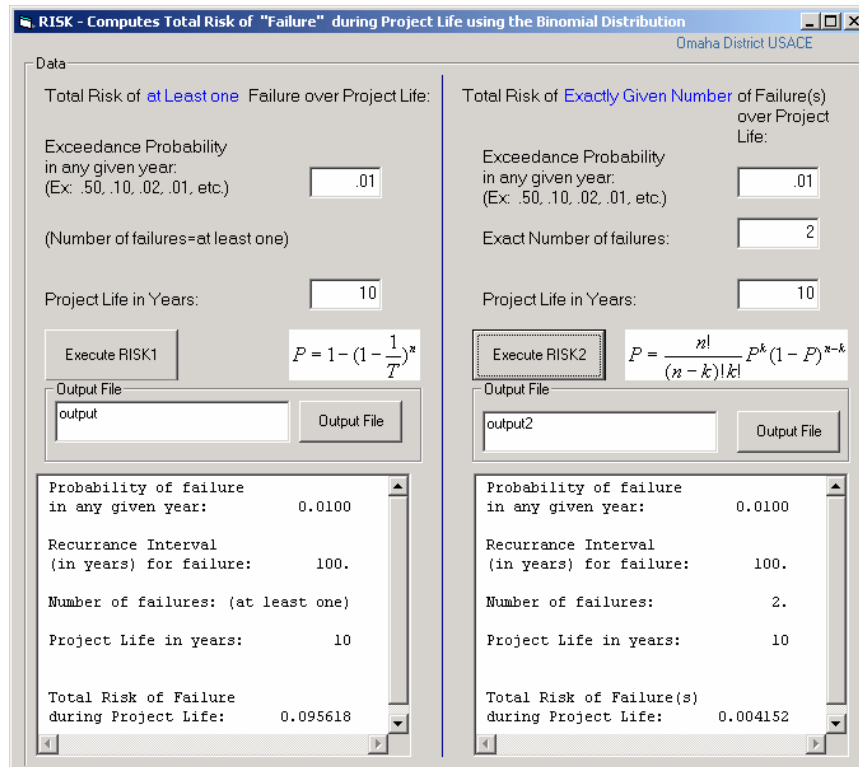 RISK - Computes Total Risk of "Failure" during Project Life using the Binomial Distribution
Omaha District USACE
Data
Total Risk of at Least one Failure over Project Life:
Exceedance Probability
in any given year:
(Ex: .50, .10, .02, .01, etc.)
.01
(Number of failures=at least one)
Project Life in Years:
10
Execute RISK1
P = 1 − (1 − 1/T)^n
Output File
output
Output File
Probability of failure
in any given year: 0.0100
Recurrance Interval
(in years) for failure: 100.
Number of failures: (at least one)
Project Life in years: 10
Total Risk of Failure
during Project Life: 0.095618
Total Risk of Exactly Given Number of Failure(s)
over Project
Life:
Exceedance Probability
in any given year:
(Ex: .50, .10, .02, .01, etc.)
.01
Exact Number of failures:
2
Project Life in Years:
10
Execute RISK2
P = n!/((n − k)!k!) P^k (1 − P)^(n−k)
Output File
output2
Output File
Probability of failure
in any given year: 0.0100
Recurrance Interval
(in years) for failure: 100.
Number of failures: 2.
Project Life in years: 10
Total Risk of Failure(s)
during Project Life: 0.004152